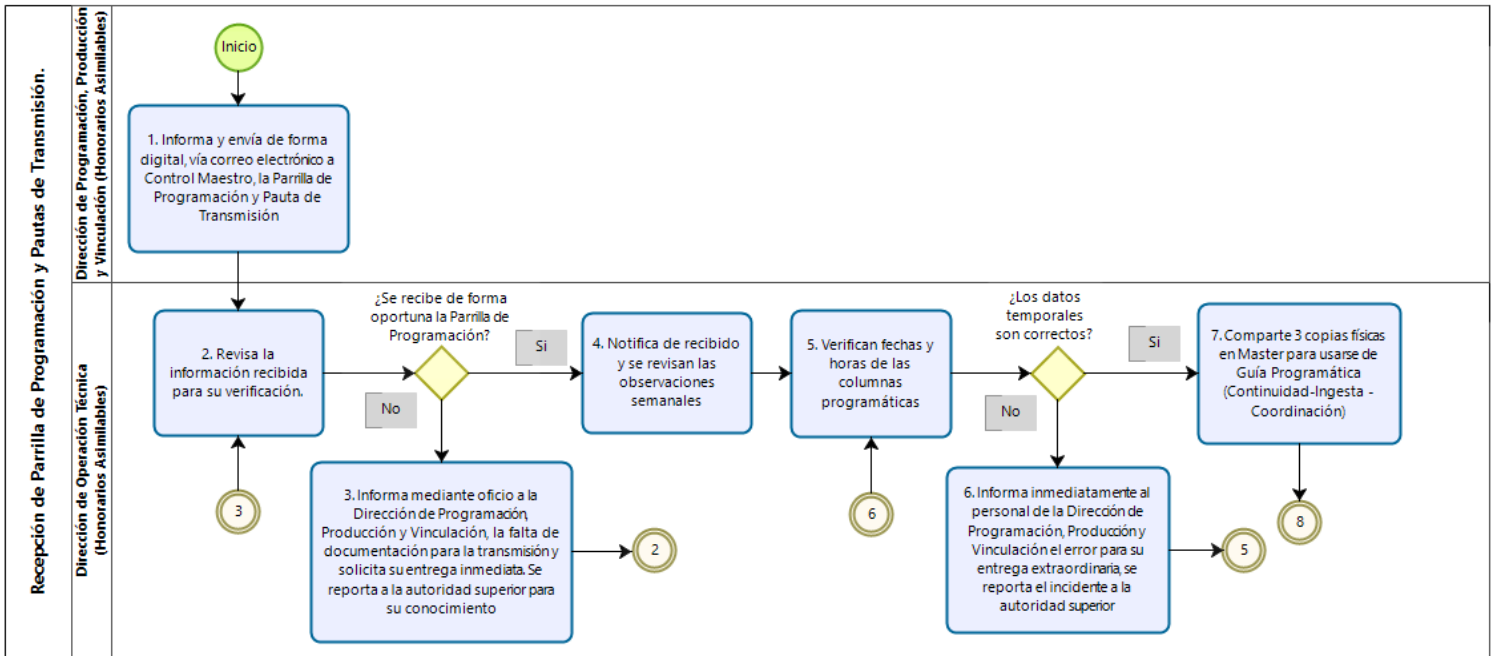 Recepción de Parrilla de Programación y Pautas de Transmisión.
Dirección de Programación, Producción
y Vinculación (Honorarios Asimilables)
Inicio
1. Informa y envía de forma
digital, vía correo electrónico a
Control Maestro, la Parrilla de
Programación y Pauta de
Transmisión
Dirección de Operación Técnica
(Honorarios Asimilables)
2. Revisa la
información recibida
para su verificación.
3
¿Se recibe de forma
oportuna la Parrilla de
Programación?
Si
No
3. Informa mediante oficio a la
Dirección de Programación,
Producción y Vinculación, la falta de
documentación para la transmisión y
solicita su entrega inmediata. Se
reporta a la autoridad superior para
su conocimiento
2
4. Notifica de recibido
y se revisan las
observaciones
semanales
5. Verifican fechas y
horas de las
columnas
programáticas
6
¿Los datos
temporales
son correctos?
Si
No
6. Informa inmediatamente al
personal de la Dirección de
Programación, Producción y
Vinculación el error para su
entrega extraordinaria, se
reporta el incidente a la
autoridad superior
5
7. Comparte 3 copias físicas
en Master para usarse de
Guía Programática
(Continuidad-Ingesta -
Coordinación)
8